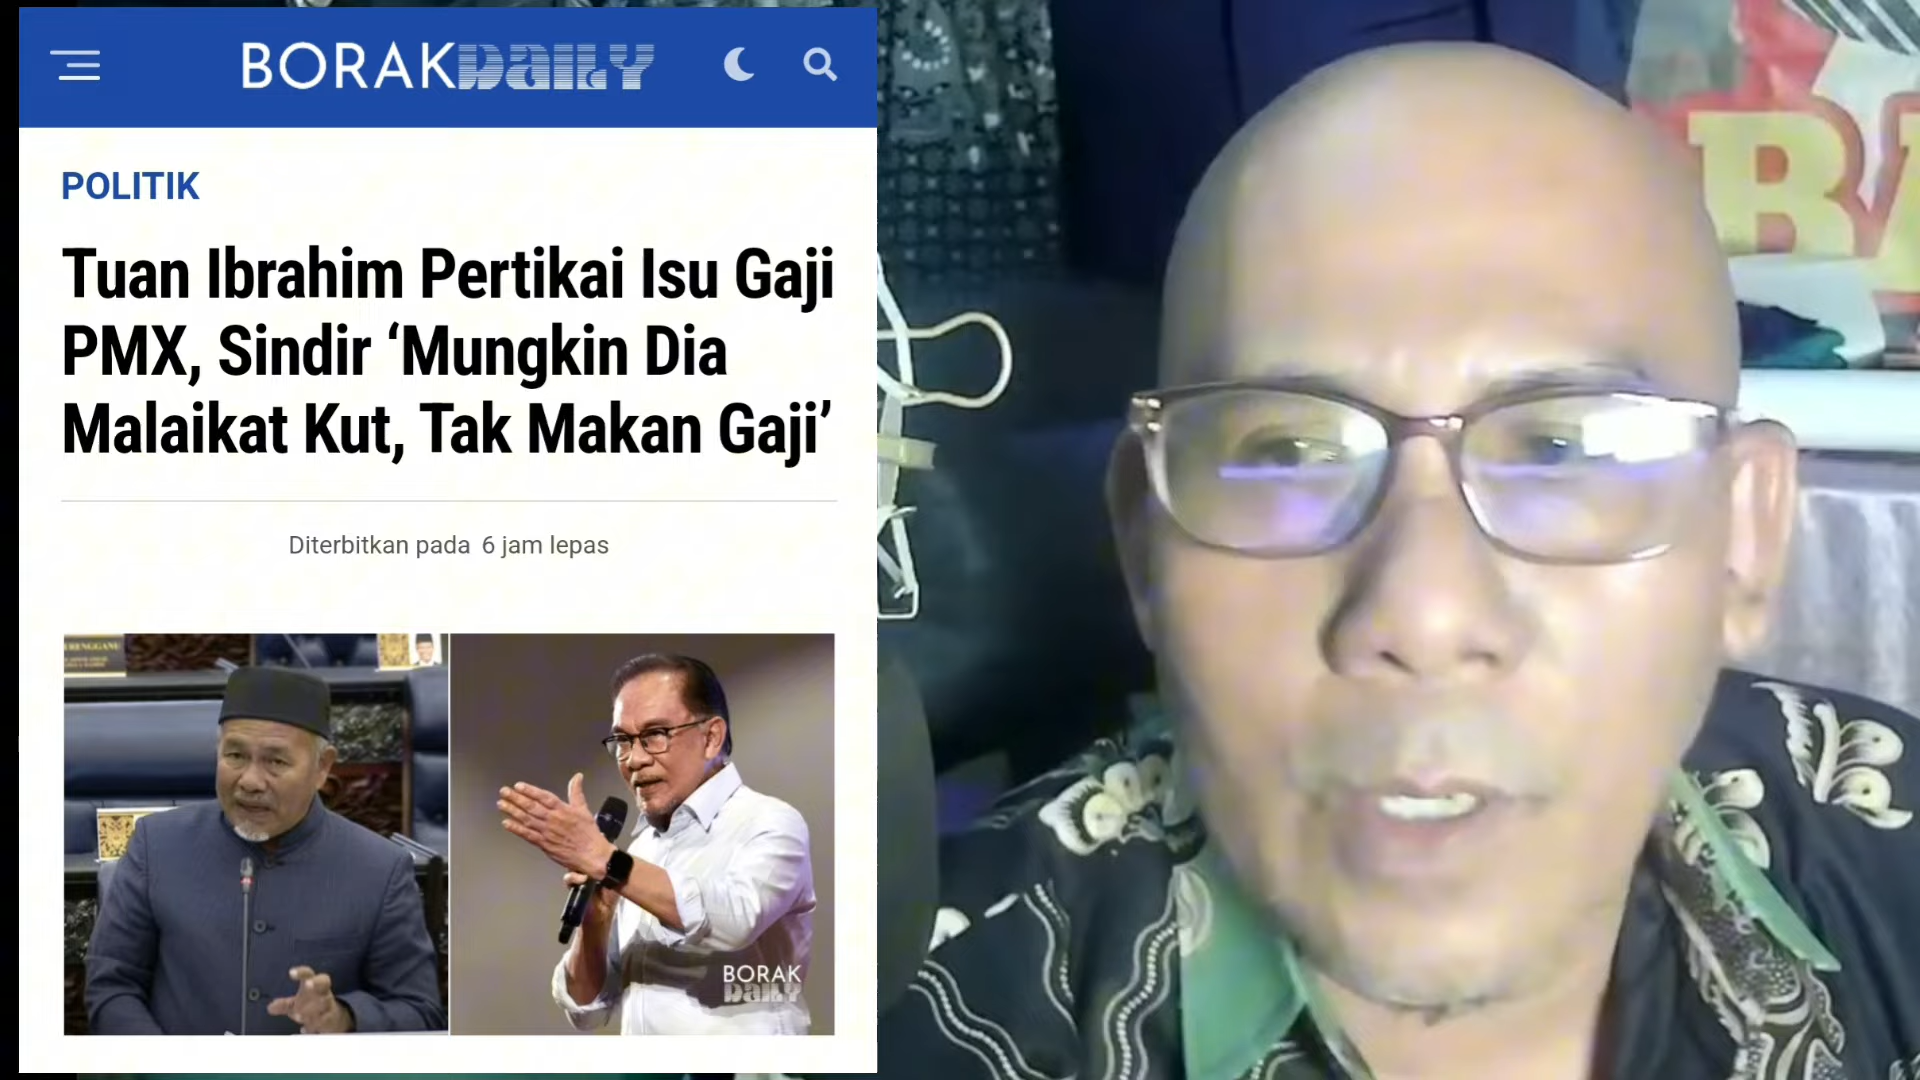 BORAKDAILY
POLITIK
Tuan Ibrahim Pertikai Isu Gaji
PMX, Sindir ‘Mungkin Dia
Malaikat Kut, Tak Makan Gaji’
Diterbitkan pada 6 jam lepas
BORAK
DAILY